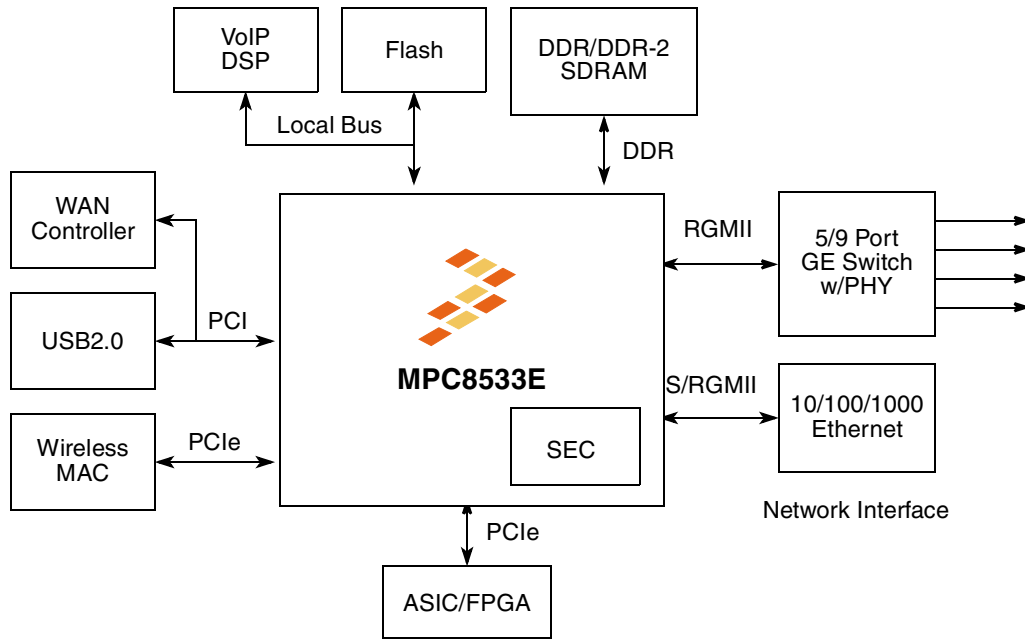 VoIP
DSP
Flash
DDR/DDR-2
SDRAM
Local Bus
DDR
WAN
Controller
RGMII
5/9 Port
GE Switch
w/PHY
PCI
USB2.0
MPC8533E
S/RGMII
10/100/1000
Ethernet
Wireless
MAC
PCIe
SEC
Network Interface
PCIe
ASIC/FPGA